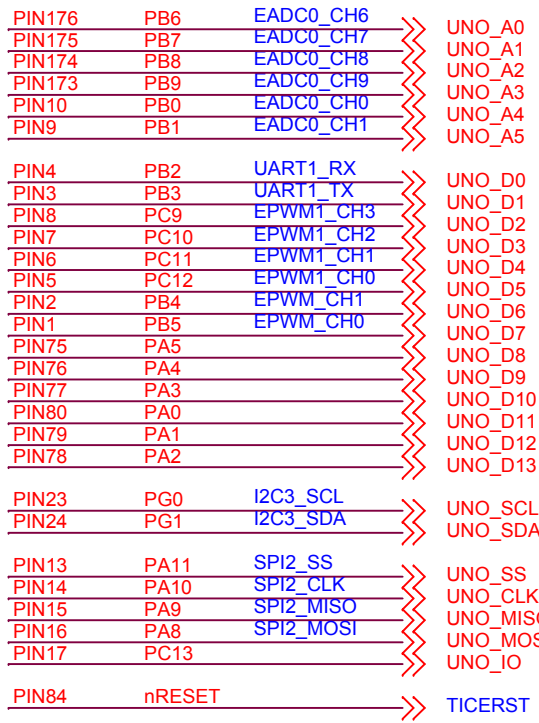 PIN176 PB6 EADC0_CH6 UNO_A0
PIN175 PB7 EADC0_CH7 UNO_A1
PIN174 PB8 EADC0_CH8 UNO_A2
PIN173 PB9 EADC0_CH9 UNO_A3
PIN10 PB0 EADC0_CH0 UNO_A4
PIN9 PB1 EADC0_CH1 UNO_A5
PIN4 PB2 UART1_RX UNO_D0
PIN3 PB3 UART1_TX UNO_D1
PIN8 PC9 EPWM1_CH3 UNO_D2
PIN7 PC10 EPWM1_CH2 UNO_D3
PIN6 PC11 EPWM1_CH1 UNO_D4
PIN5 PC12 EPWM1_CH0 UNO_D5
PIN2 PB4 EPWM_CH1 UNO_D6
PIN1 PB5 EPWM_CH0 UNO_D7
PIN75 PA5 UNO_D8
PIN76 PA4 UNO_D9
PIN77 PA3 UNO_D10
PIN80 PA0 UNO_D11
PIN79 PA1 UNO_D12
PIN78 PA2 UNO_D13
PIN23 PG0 I2C3_SCL UNO_SCL
PIN24 PG1 I2C3_SDA UNO_SDA
PIN13 PA11 SPI2_SS UNO_SS
PIN14 PA10 SPI2_CLK UNO_CLK
PIN15 PA9 SPI2_MISO UNO_MISO
PIN16 PA8 SPI2_MOSI UNO_MOS
PIN17 PC13 UNO_IO
PIN84 nRESET TICERST